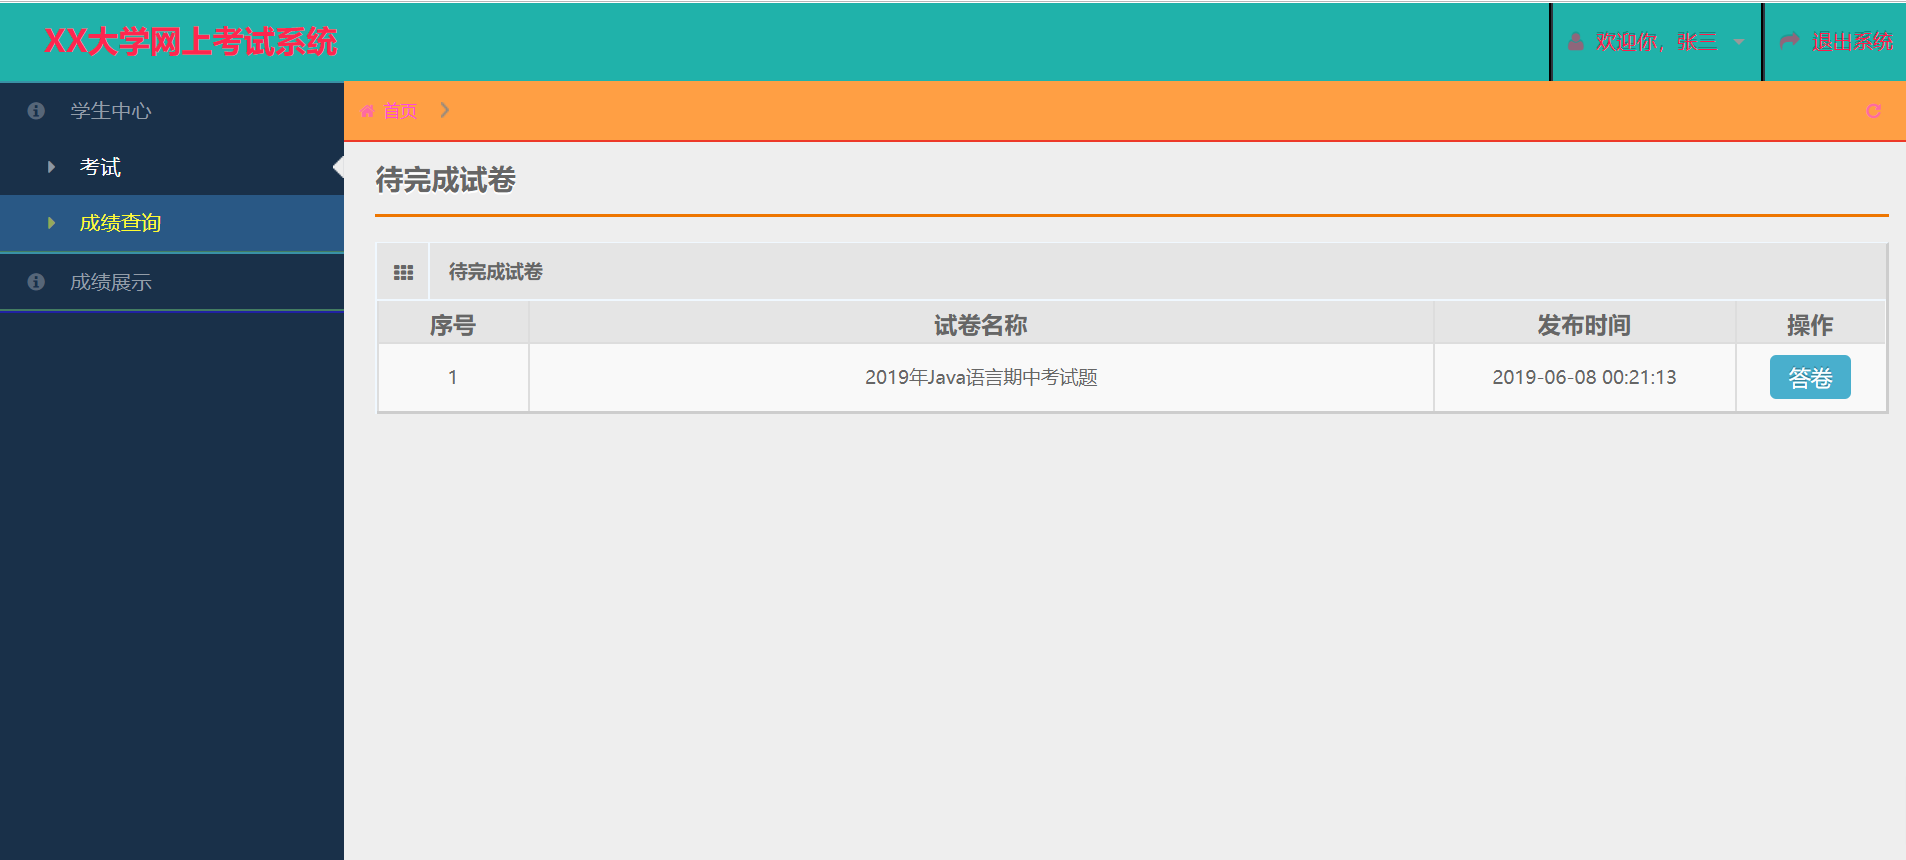 XX大学网上考试系统
欢迎你，张三
退出系统
学生中心
考试
成绩查询
成绩展示
首页
待完成试卷
待完成试卷
序号 试卷名称 发布时间 操作
1 2019年Java语言期中考试题 2019-06-08 00:21:13 答卷